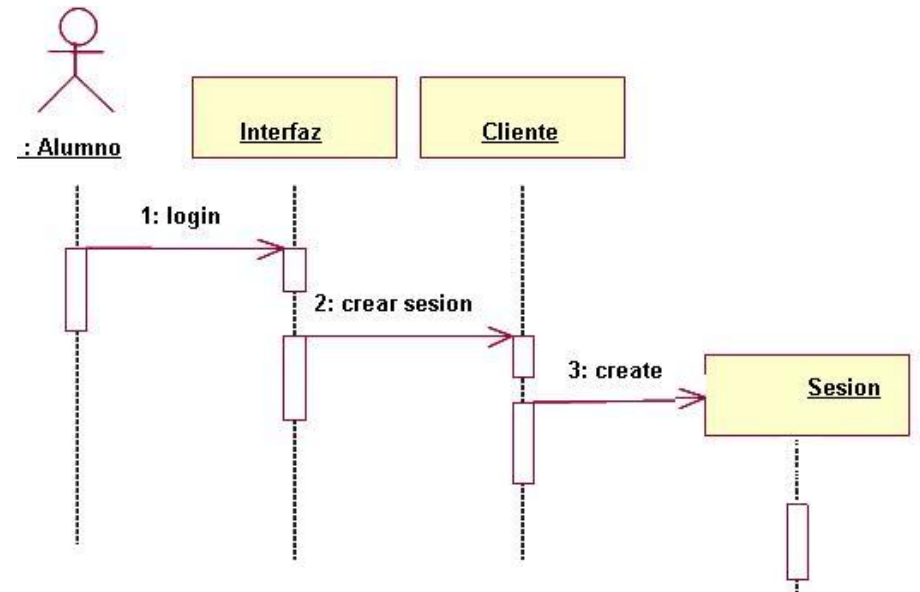 : Alumno
Interfaz
Cliente
1: login
2: crear sesion
3: create
Sesion